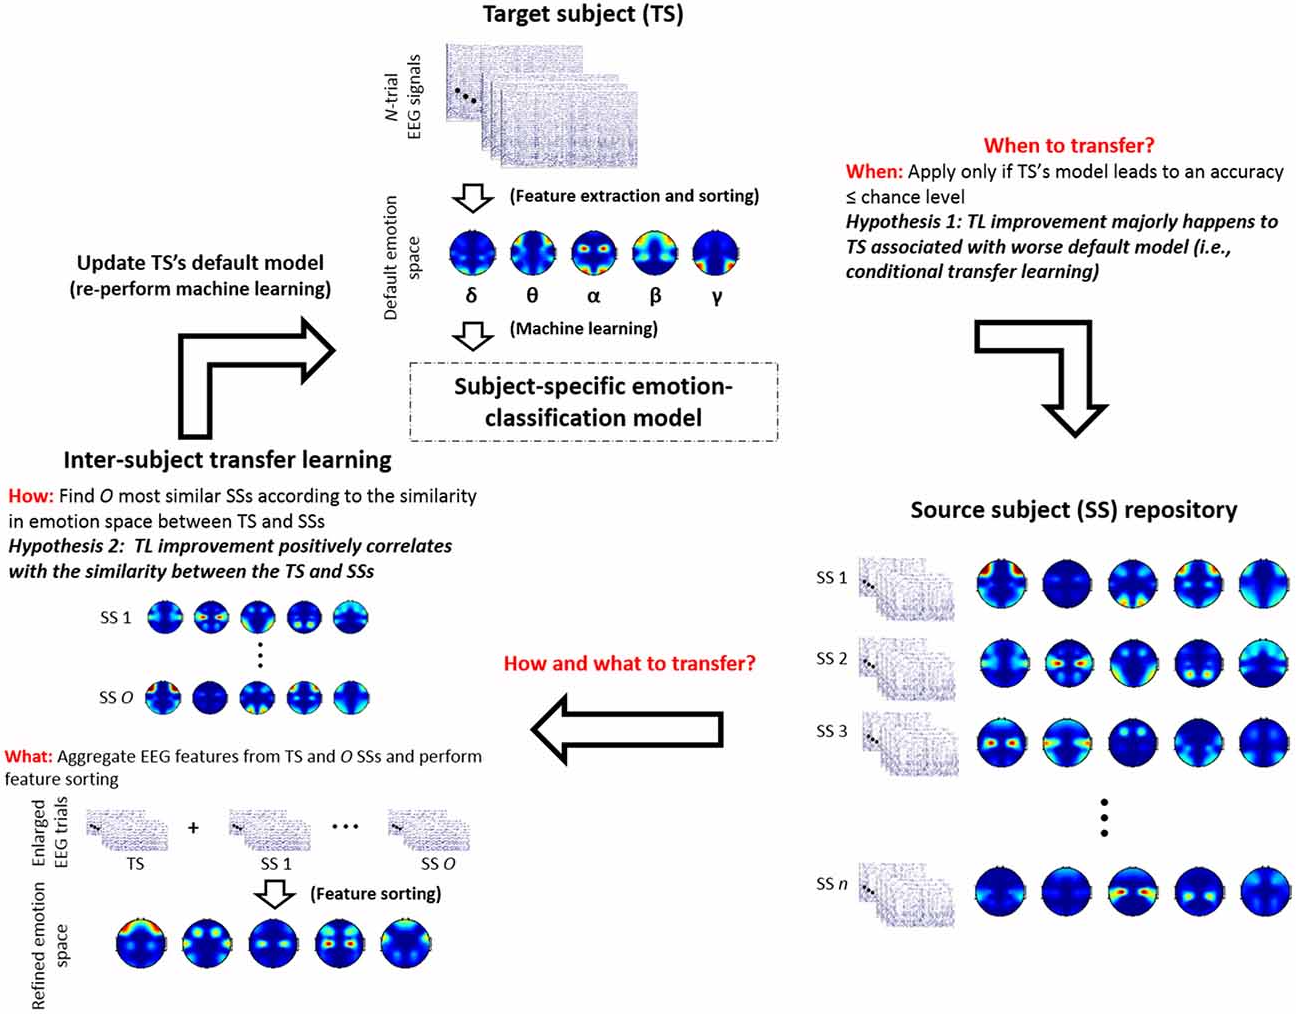 Target subject (TS)
N-trial
EEG signals
(Feature extraction and sorting)
Default emotion
space
δ θ α β γ
(Machine learning)
Subject-specific emotion-
classification model
When to transfer?
When: Apply only if TS's model leads to an accuracy
≤ chance level
Hypothesis 1: TL improvement majorly happens to
TS associated with worse default model (i.e.,
conditional transfer learning)
Source subject (SS) repository
SS 1
SS 2
SS 3
SS n
How and what to transfer?
Update TS's default model
(re-perform machine learning)
Inter-subject transfer learning
How: Find O most similar SSs according to the similarity
in emotion space between TS and SSs
Hypothesis 2: TL improvement positively correlates
with the similarity between the TS and SSs
SS 1
SS O
What: Aggregate EEG features from TS and O SSs and perform
feature sorting
Enlarged
EEG trials
+
TS SS 1 SS O
(Feature sorting)
Refined emotion
space